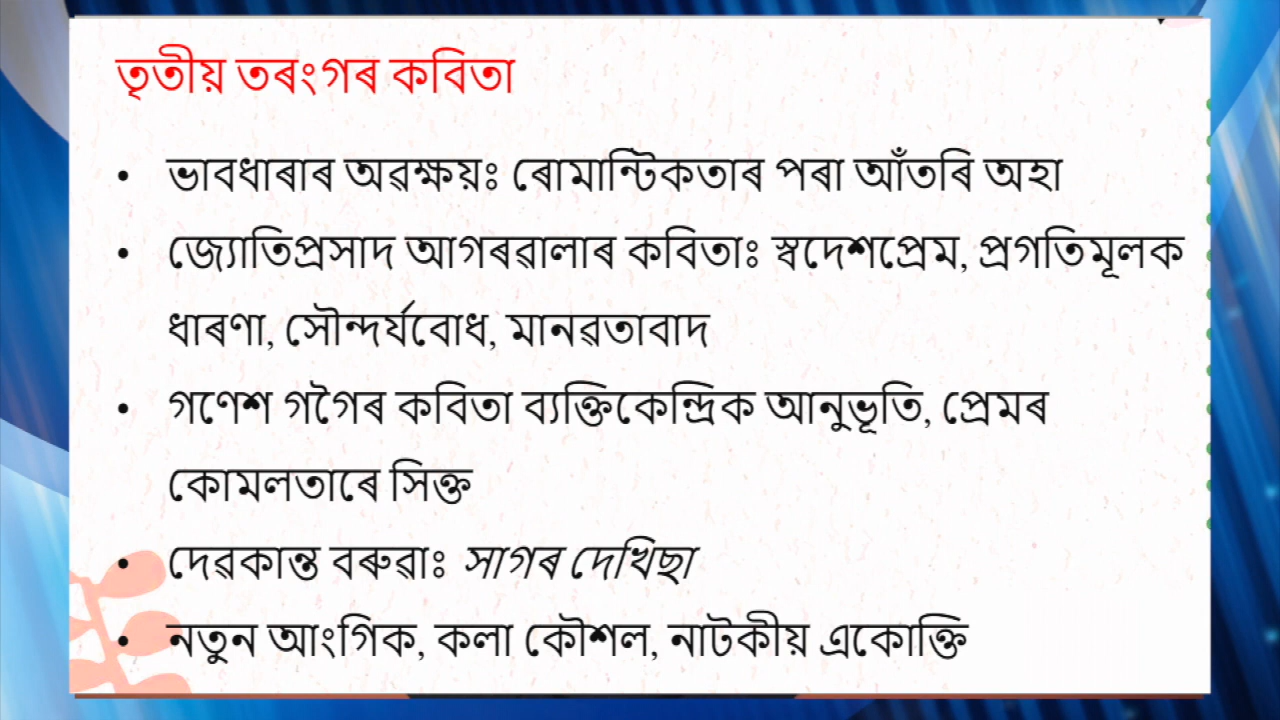 তৃতীয় তৰংগৰ কবিতা
• ভাবধাৰাৰ অৱক্ষয়ঃ ৰোমাণ্টিকতাৰ পৰা আঁতৰি অহা
• জ্যোতিপ্ৰসাদ আগৰৱালাৰ কবিতাঃ স্বদেশপ্ৰেম, প্ৰগতিমূলক
ধাৰণা, সৌন্দৰ্যবোধ, মানৱতাবাদ
• গণেশ গগৈৰ কবিতা ব্যক্তিকেন্দ্ৰিক আনুভূতি, প্ৰেমৰ
কোমলতাৰে সিক্ত
• দেৱকান্ত বৰুৱাঃ সাগৰ দেখিছা
• নতুন আংগিক, কলা কৌশল, নাটকীয় একোক্তি